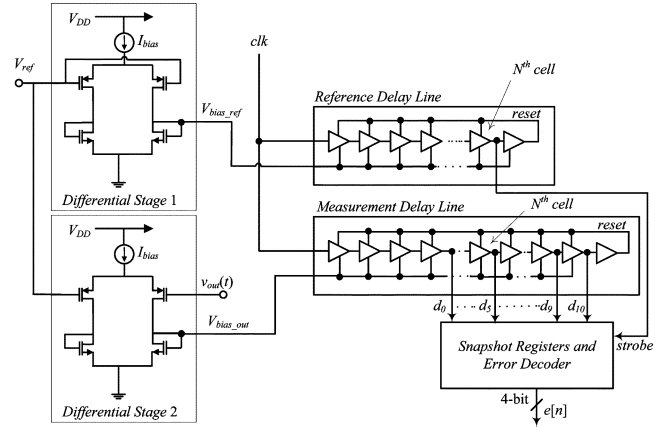 V_DD
I_bias
V_ref
V_bias_ref
Differential Stage 1
V_DD
I_bias
v_out(t)
V_bias_out
Differential Stage 2
clk
N^th cell
Reference Delay Line
reset
Measurement Delay Line
N^th cell
reset
d_0 ..... d_5 ....... d_9 d_10
Snapshot Registers and
Error Decoder
strobe
4-bit
e[n]